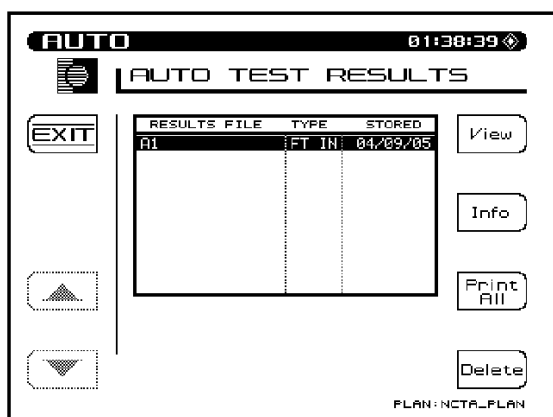 AUTO 01:38:39
AUTO TEST RESULTS
EXIT
RESULTS FILE TYPE STORED
A1 FT IN 04/09/05
View
Info
Print
All
Delete
PLAN:NCTA_PLAN